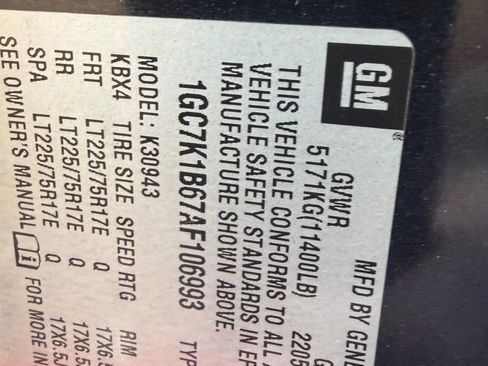 GM
®
MFD BY GENE
GVWR G
5171KG(11400LB) 2205
THIS VEHICLE CONFORMS TO ALL A
VEHICLE SAFETY STANDARDS IN EF
MANUFACTURE SHOWN ABOVE.
1GC7K1B67AF106993 TYP
MODEL: K30943
KBX4 TIRE SIZE SPEED RTG RIM
FRT LT225/75R17E Q 17X6.5
RR LT225/75R17E Q 17X6.5
SPA LT225/75R17E Q 17X6.5J
SEE OWNER'S MANUAL i FOR MORE IN